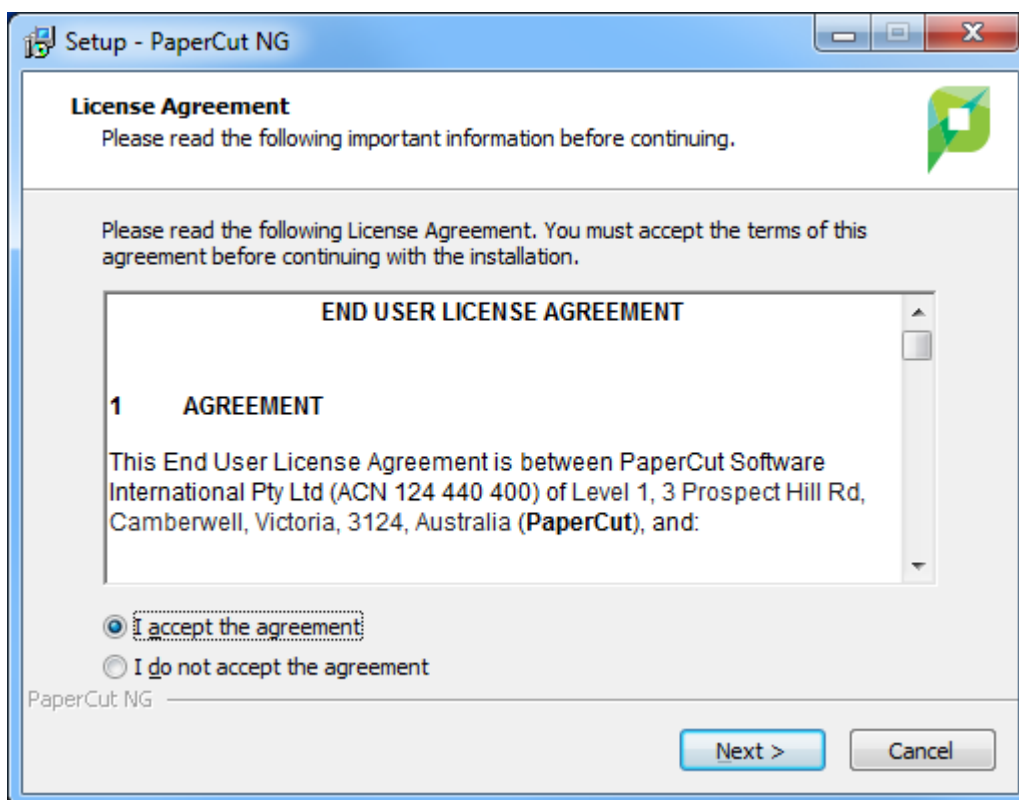 Setup - PaperCut NG
License Agreement
Please read the following important information before continuing.
Please read the following License Agreement. You must accept the terms of this
agreement before continuing with the installation.
END USER LICENSE AGREEMENT
1 AGREEMENT
This End User License Agreement is between PaperCut Software
International Pty Ltd (ACN 124 440 400) of Level 1, 3 Prospect Hill Rd,
Camberwell, Victoria, 3124, Australia (PaperCut), and:
I accept the agreement
I do not accept the agreement
PaperCut NG
Next >
Cancel